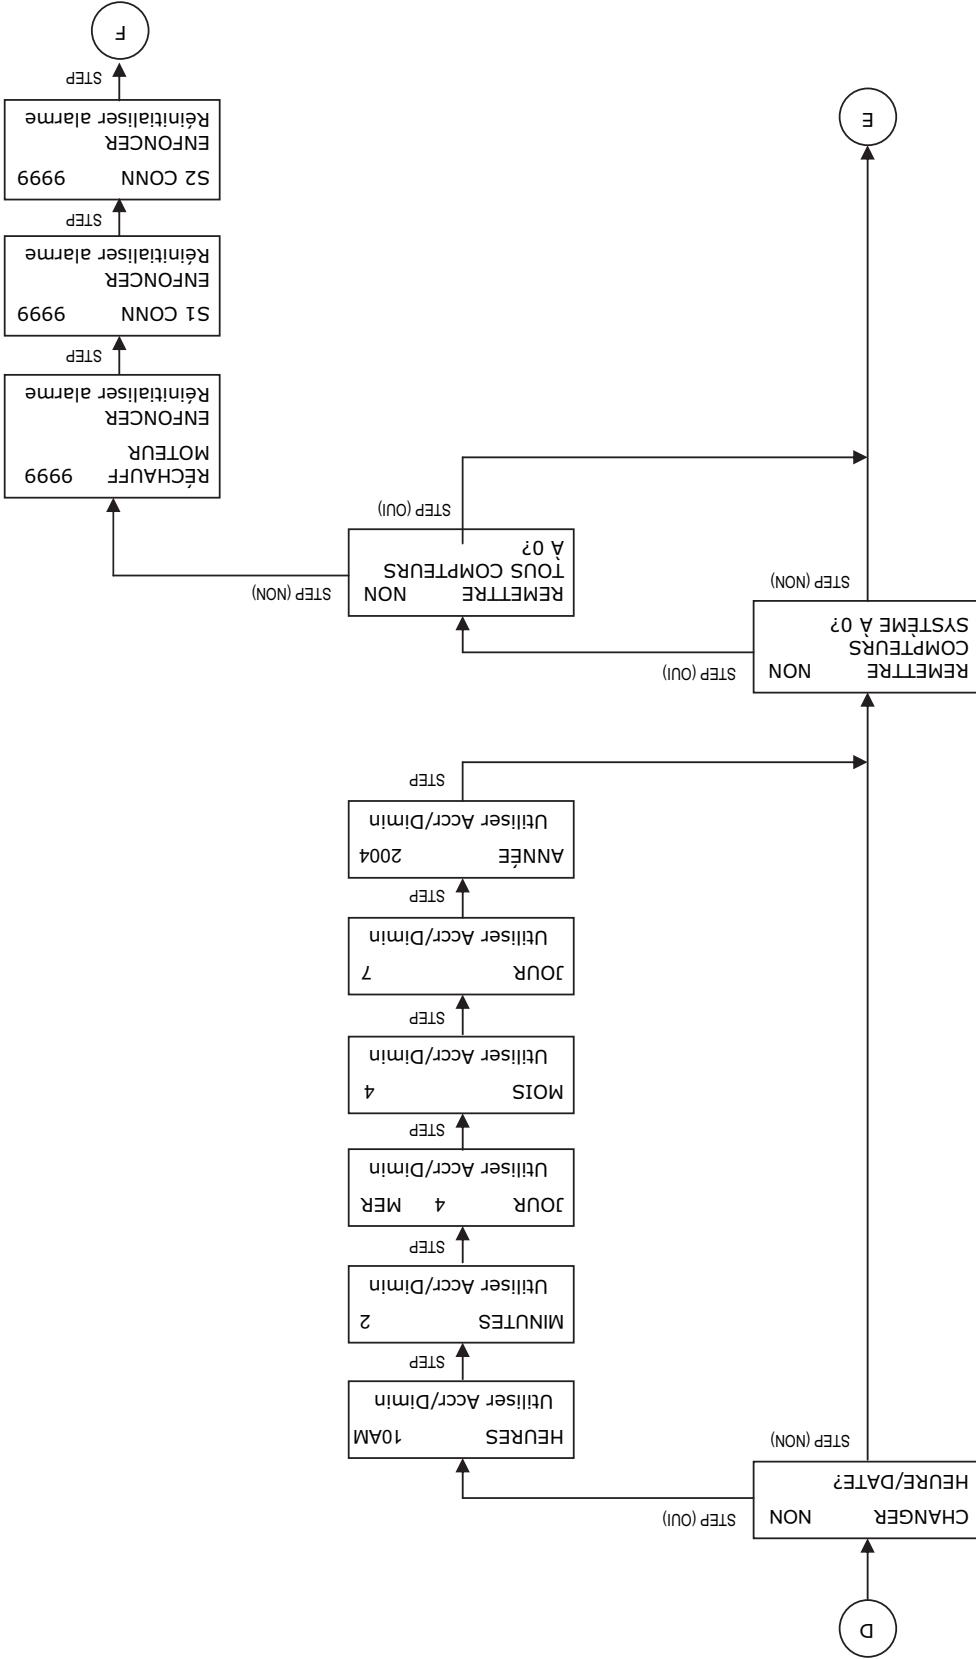 D
CHANGER NON
HEURE/DATE?
STEP (OUI)
STEP (NON)
HEURES 10AM
Utiliser Accr/Dimin
STEP
MINUTES 2
Utiliser Accr/Dimin
STEP
JOUR 4 MER
Utiliser Accr/Dimin
STEP
MOIS 4
Utiliser Accr/Dimin
STEP
JOUR 7
Utiliser Accr/Dimin
STEP
ANNÉE 2004
Utiliser Accr/Dimin
STEP
REMETTRE NON
COMPTEURS
SYSTÈME À 0?
STEP (OUI)
STEP (NON)
REMETTRE NON
TOUS COMPTEURS
À 0?
STEP (NON)
STEP (OUI)
RÉCHAUFF 9999
MOTEUR
ENFONCER
Réinitialiser alarme
STEP
S1 CONN 9999
ENFONCER
Réinitialiser alarme
STEP
S2 CONN 9999
ENFONCER
Réinitialiser alarme
STEP
E
F